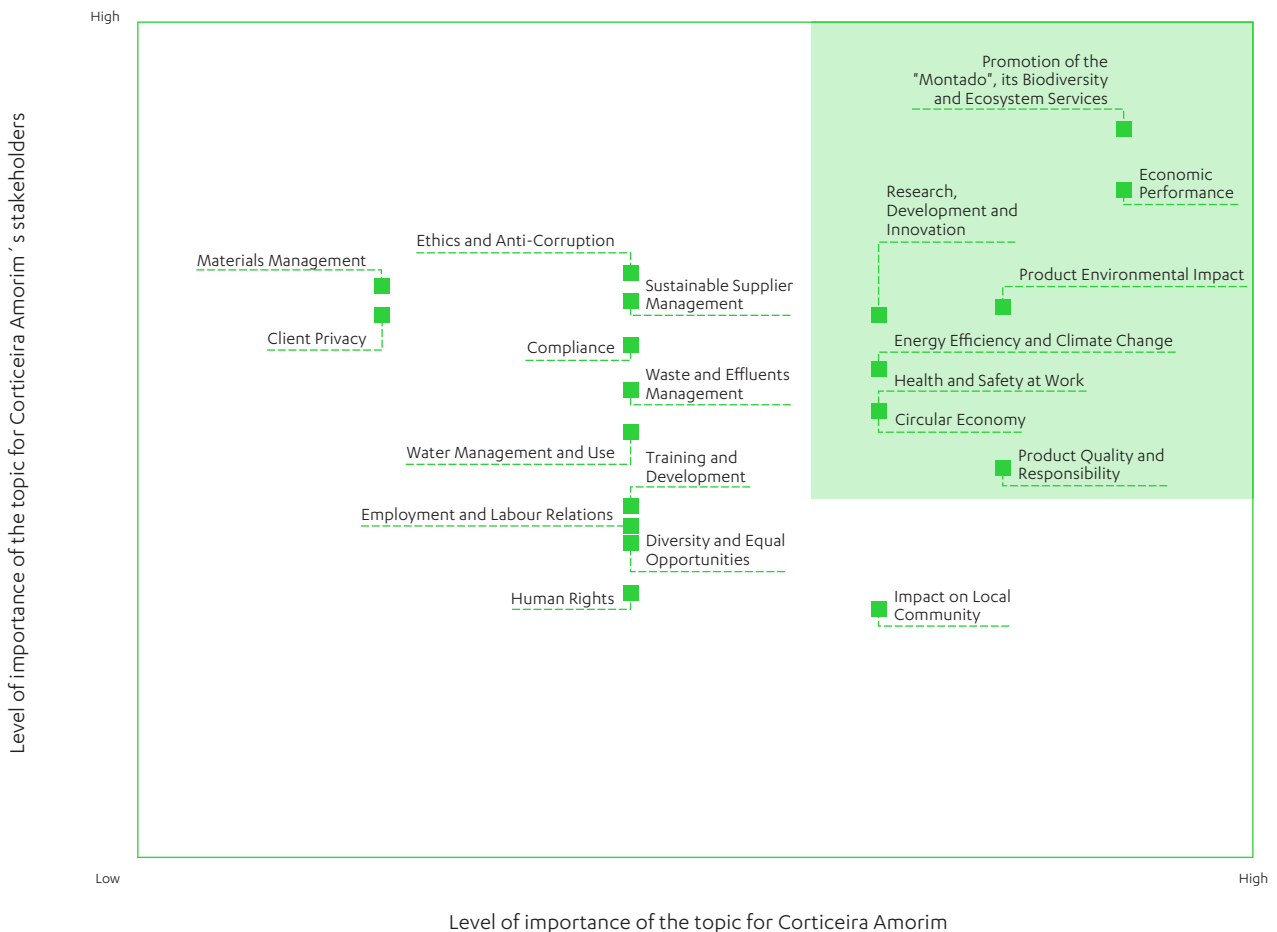 High
Level of importance of the topic for Corticeira Amorim´s stakeholders
Promotion of the
"Montado", its Biodiversity
and Ecosystem Services
Economic
Performance
Research,
Development and
Innovation
Ethics and Anti-Corruption
Materials Management
Product Environmental Impact
Sustainable Supplier
Management
Client Privacy
Compliance
Energy Efficiency and Climate Change
Waste and Effluents
Management
Health and Safety at Work
Circular Economy
Water Management and Use
Training and
Development
Product Quality and
Responsibility
Employment and Labour Relations
Diversity and Equal
Opportunities
Human Rights
Impact on Local
Community
Low
High
Level of importance of the topic for Corticeira Amorim